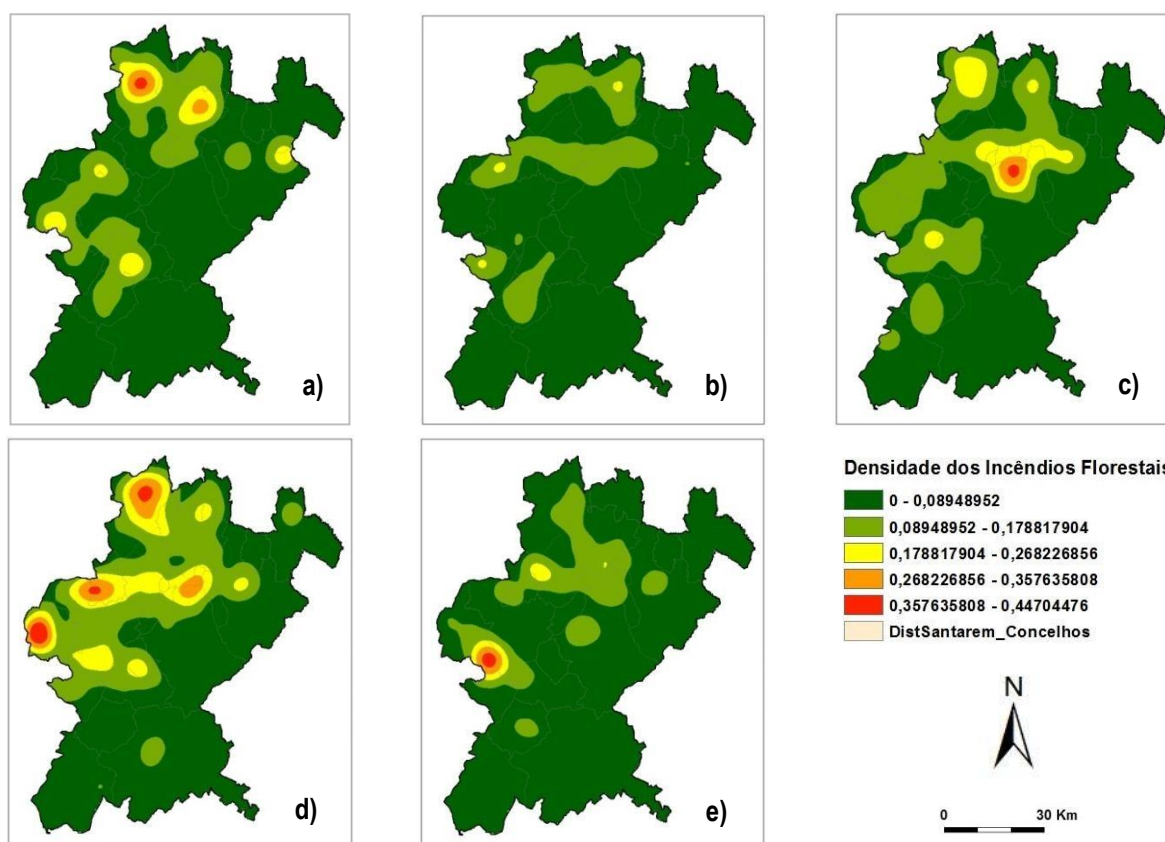 a)
b)
c)
d)
e)
Densidade dos Incêndios Florestais
0 - 0,08948952
0,08948952 - 0,178817904
0,178817904 - 0,268226856
0,268226856 - 0,357635808
0,357635808 - 0,44704476
DistSantarem_Concelhos
N
0 30 Km